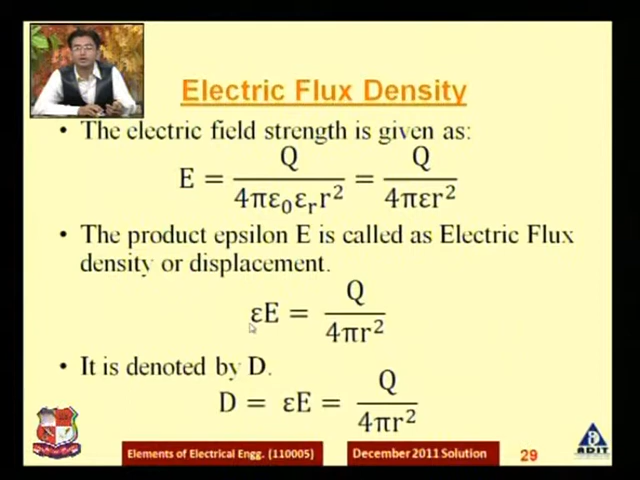 Electric Flux Density
• The electric field strength is given as:
E = Q / 4πε₀εᵣr² = Q / 4πεr²
• The product epsilon E is called as Electric Flux
density or displacement.
εE = Q / 4πr²
• It is denoted by D.
D = εE = Q / 4πr²
Elements of Electrical Engg. (110005)
December 2011 Solution
29
ADIT